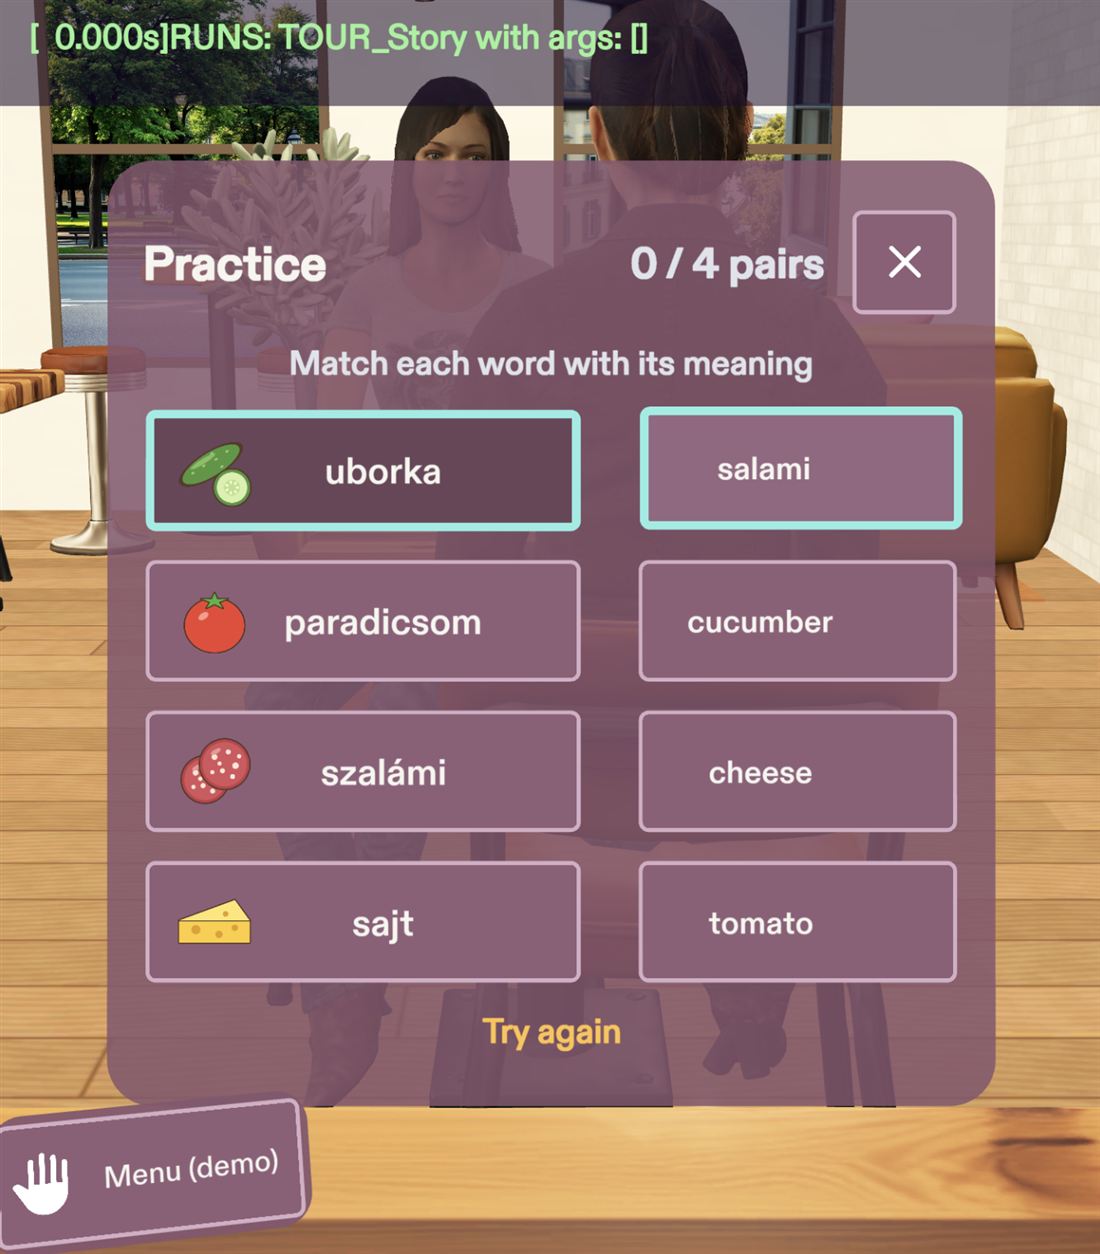 [  0.000s]RUNS: TOUR_Story with args: []
Practice
0 / 4 pairs
Match each word with its meaning
uborka
salami
paradicsom
cucumber
szalámi
cheese
sajt
tomato
Try again
Menu (demo)